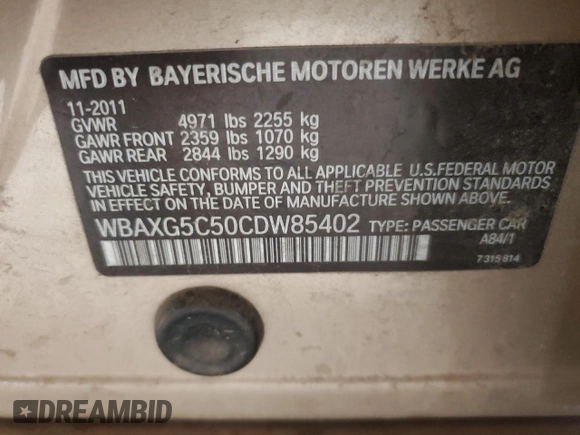 MFD BY BAYERISCHE MOTOREN WERKE AG
11-2011
GVWR 4971 lbs 2255 kg
GAWR FRONT 2359 lbs 1070 kg
GAWR REAR 2844 lbs 1290 kg
THIS VEHICLE CONFORMS TO ALL APPLICABLE U.S.FEDERAL MOTOR
VEHICLE SAFETY, BUMPER AND THEFT PREVENTION STANDARDS
IN EFFECT ON THE DATE OF MANUFACTURE SHOWN ABOVE.
WBAXG5C50CDW85402 TYPE: PASSENGER CAR
A84/1
7 315 814
DREAMBID